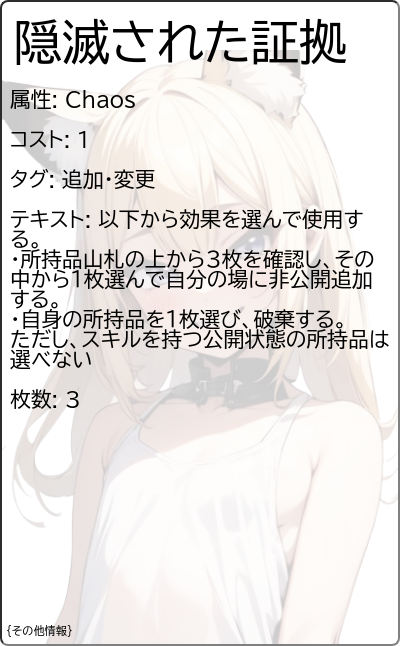 隠滅された証拠
属性: Chaos
コスト: 1
タグ: 追加・変更
テキスト: 以下から効果を選んで使用す
る。
・所持品山札の上から3枚を確認し、その
中から1枚選んで自分の場に非公開追加
する。
・自身の所持品を1枚選び、破棄する。
ただし、スキルを持つ公開状態の所持品は
選べない
枚数: 3
{その他情報}